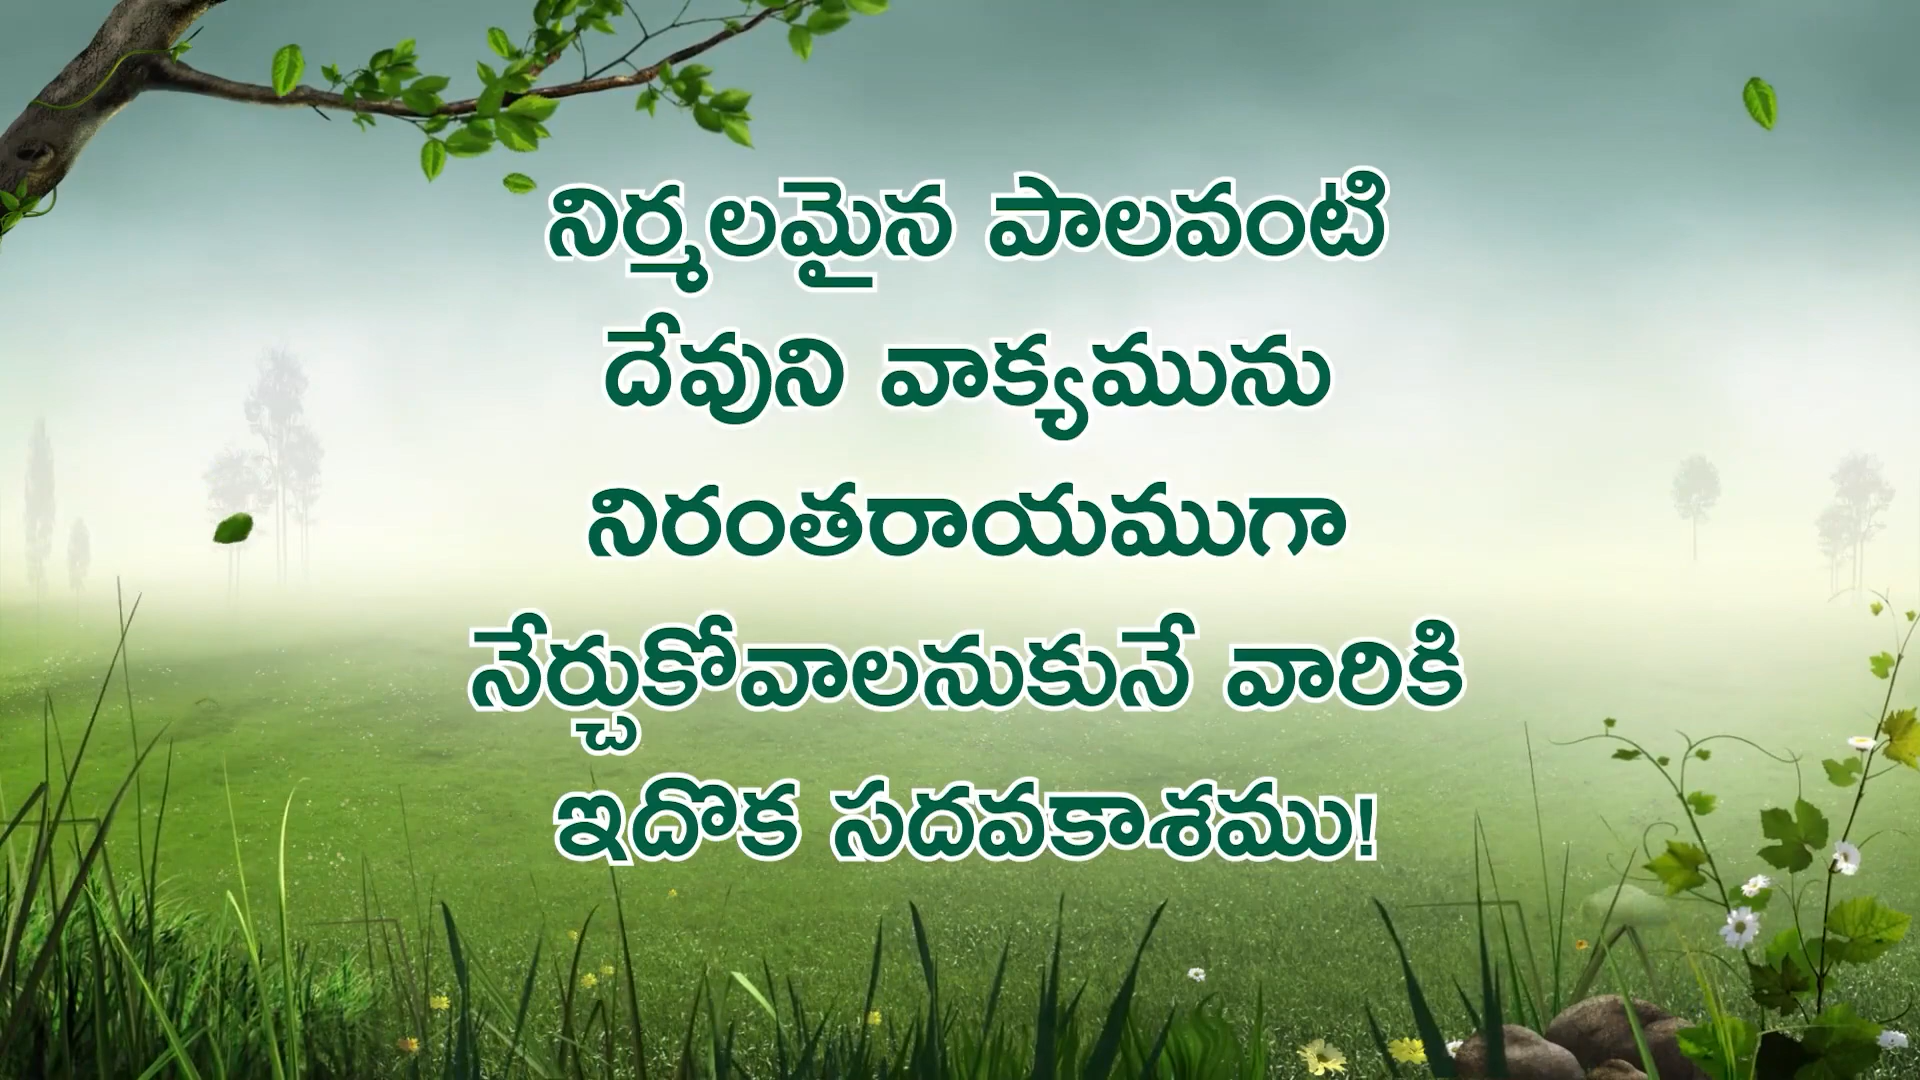 నిర్మలమైన పాలవంటి
దేవుని వాక్యమును
నిరంతరాయముగా
నేర్చుకోవాలనుకునే వారికి
ఇదొక సదవకాశము!